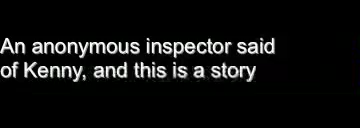 An anonymous inspector said
of Kenny, and this is a story